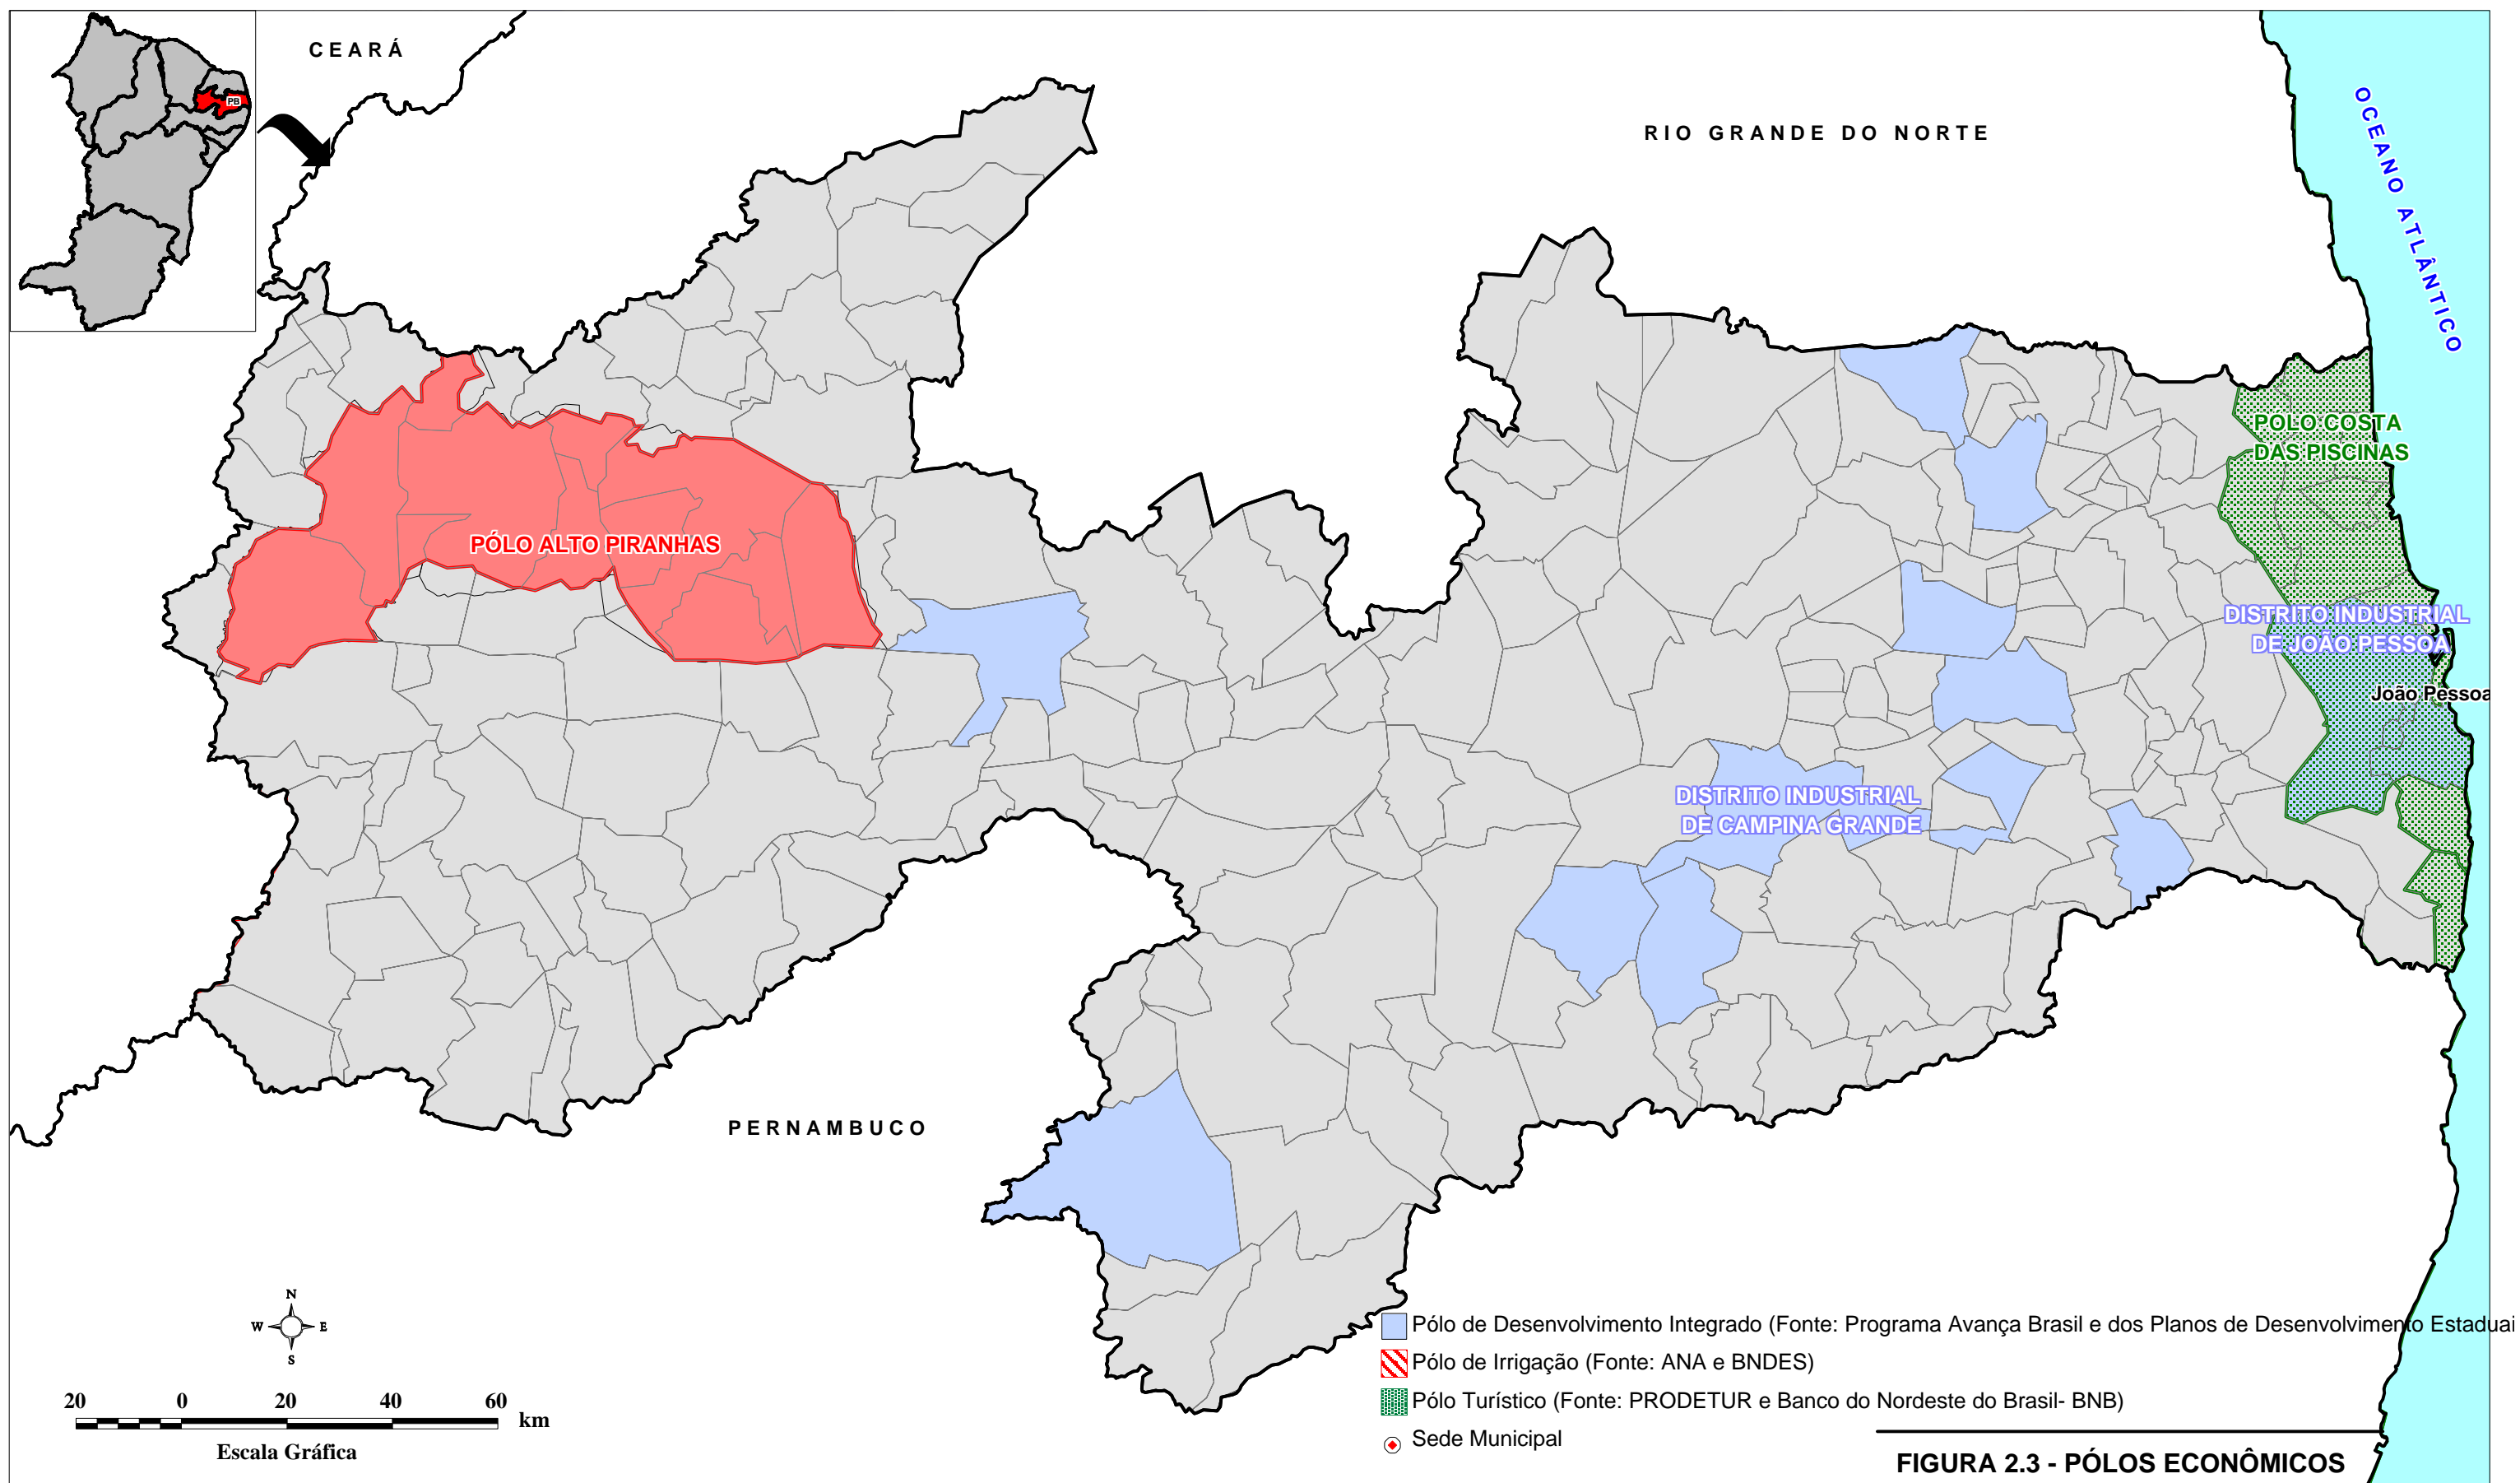 CEARÁ
PB
RIO GRANDE DO NORTE
OCEANO ATLÂNTICO
POLO COSTA
DAS PISCINAS
PÓLO ALTO PIRANHAS
DISTRITO INDUSTRIAL
DE JOÃO PESSOA
João Pessoa
DISTRITO INDUSTRIAL
DE CAMPINA GRANDE
PERNAMBUCO
N
W E
S
20 0 20 40 60
km
Escala Gráfica
Pólo de Desenvolvimento Integrado (Fonte: Programa Avança Brasil e dos Planos de Desenvolvimento Estaduai
Pólo de Irrigação (Fonte: ANA e BNDES)
Pólo Turístico (Fonte: PRODETUR e Banco do Nordeste do Brasil- BNB)
Sede Municipal
FIGURA 2.3 - PÓLOS ECONÔMICOS